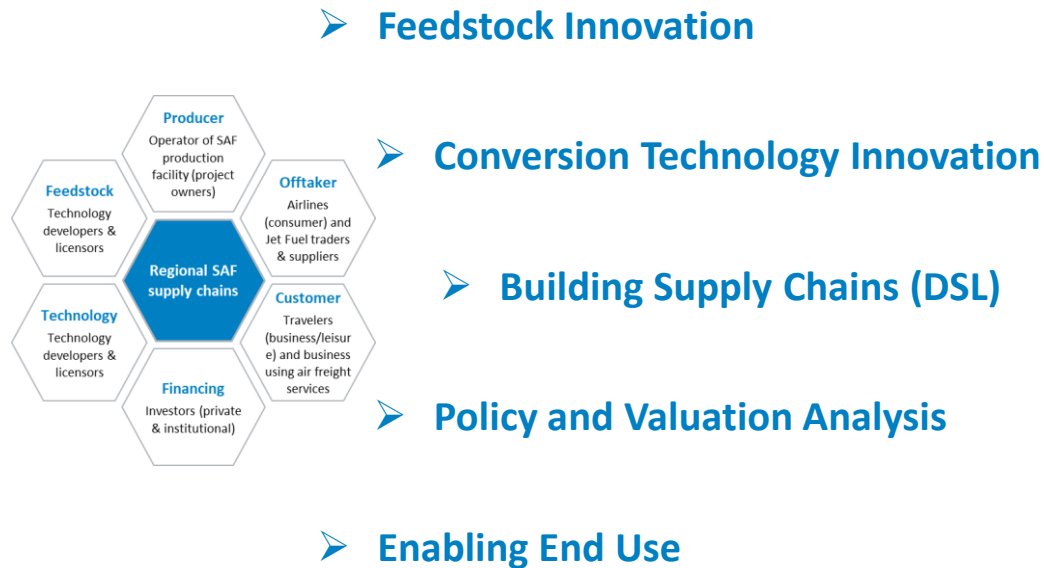 ➢ Feedstock Innovation
Producer
Operator of SAF
production
facility (project
owners)
Feedstock
Technology
developers &
licensors
Offtaker
Airlines
(consumer) and
Jet Fuel traders
& suppliers
Regional SAF
supply chains
Technology
Technology
developers &
licensors
Customer
Travelers
(business/leisur
e) and business
using air freight
services
Financing
Investors (private
& institutional)
➢ Conversion Technology Innovation
➢ Building Supply Chains (DSL)
➢ Policy and Valuation Analysis
➢ Enabling End Use